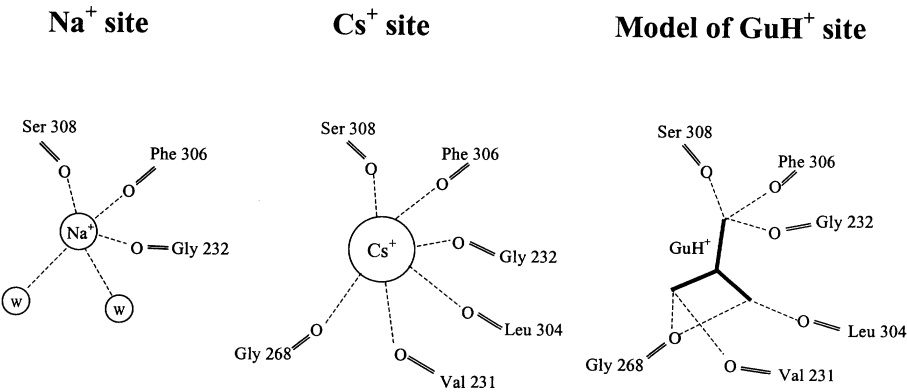 Na+ site
Cs+ site
Model of GuH+ site
Ser 308
Phe 306
O
O
Na+
O Gly 232
W
W
Ser 308
Phe 306
O
O
Cs+
O
Gly 232
O
Leu 304
O
Gly 268
O
Val 231
Ser 308
Phe 306
O
O
Gly 232
O
GuH+
O
Leu 304
O
Gly 268
O
Val 231